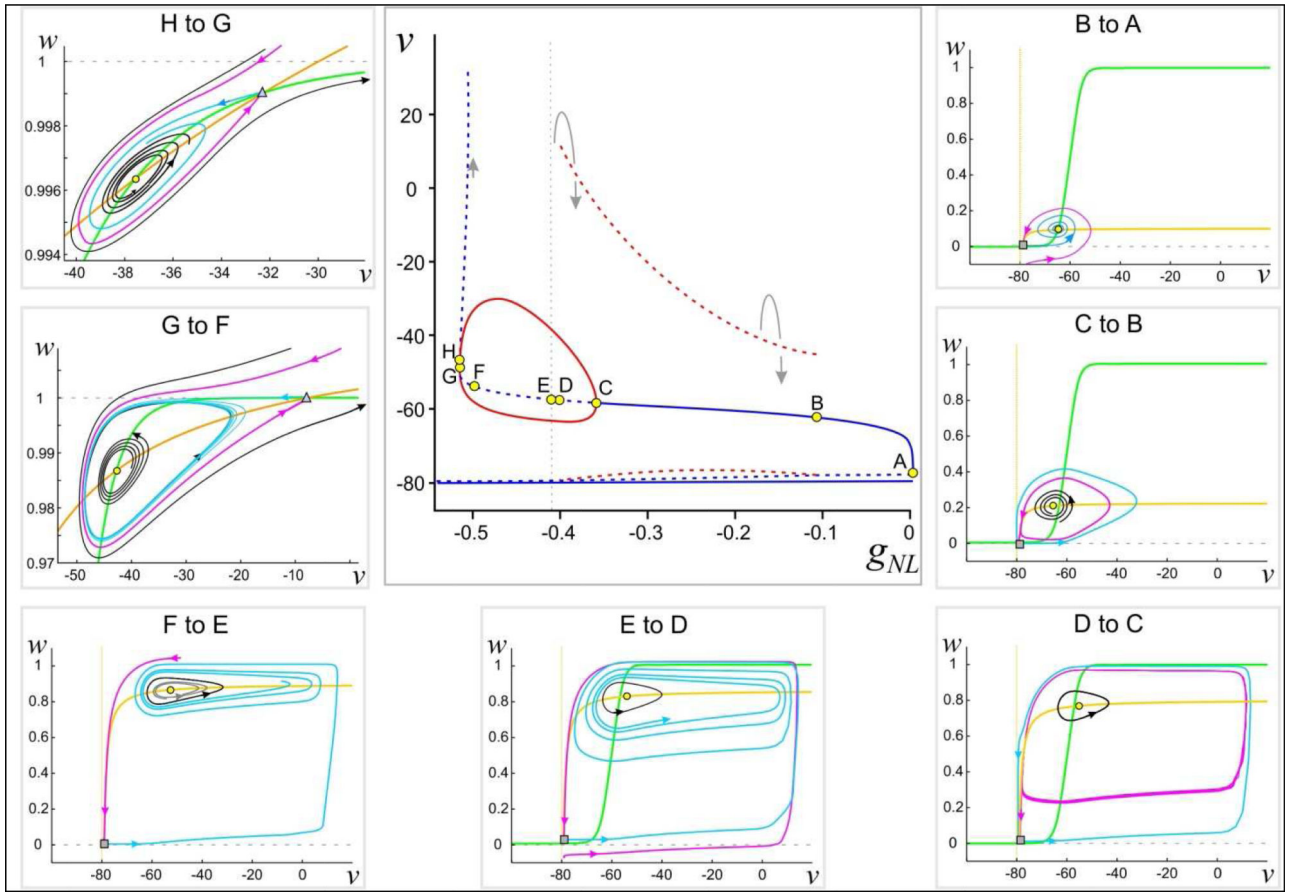 H to G
w
1
0.998
0.996
0.994
-40 -38 -36 -34 -32 -30 v
v
20
0
-20
-40
-60
-80
H
G F
E D C
B
A
-0.5 -0.4 -0.3 -0.2 -0.1 0
g_NL
B to A
w
1
0.8
0.6
0.4
0.2
0
-80 -60 -40 -20 0 v
G to F
w
1
0.99
0.98
0.97
-50 -40 -30 -20 -10 v
C to B
w
1
0.8
0.6
0.4
0.2
0
-80 -60 -40 -20 0 v
F to E
w
1
0.8
0.6
0.4
0.2
0
-80 -60 -40 -20 0 v
E to D
w
1
0.8
0.6
0.4
0.2
0
-80 -60 -40 -20 0 v
D to C
w
1
0.8
0.6
0.4
0.2
0
-80 -60 -40 -20 0 v